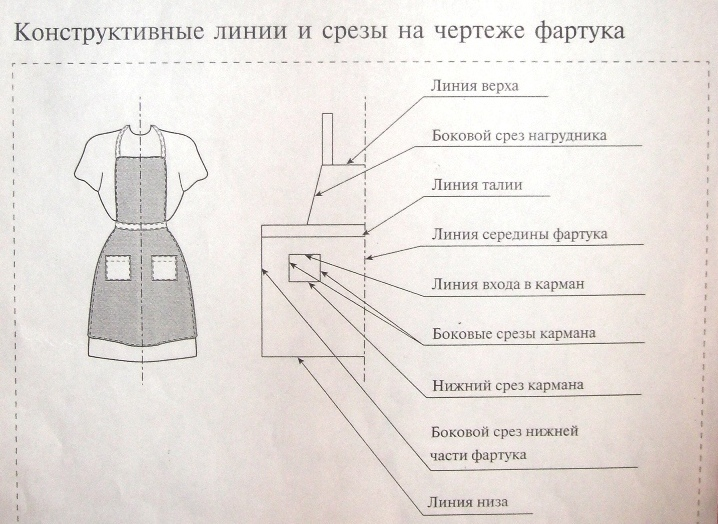 Конструктивные линии и срезы на чертеже фартука
Линия верха
Боковой срез нагрудника
Линия талии
Линия середины фартука
Линия входа в карман
Боковые срезы кармана
Нижний срез кармана
Боковой срез нижней
части фартука
Линия низа